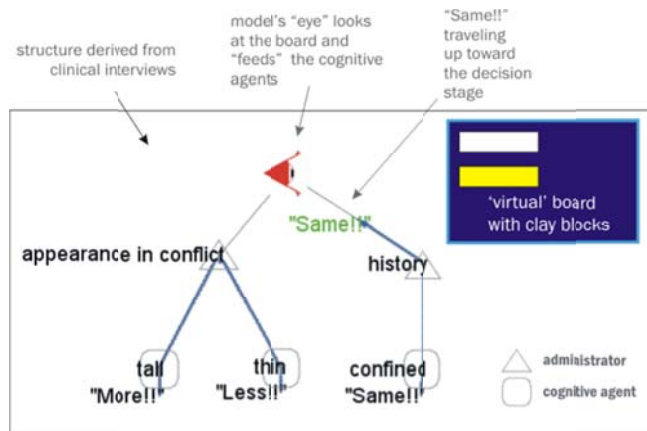 structure derived from
clinical interviews
model's "eye" looks
at the board and
"feeds" the cognitive
agents
"Same!!"
traveling
up toward
the decision
stage
'virtual' board
with clay blocks
"Same!!"
appearance in conflict
history
tall
"More!!"
thin
"Less!!"
confined
"Same!!"
administrator
cognitive agent